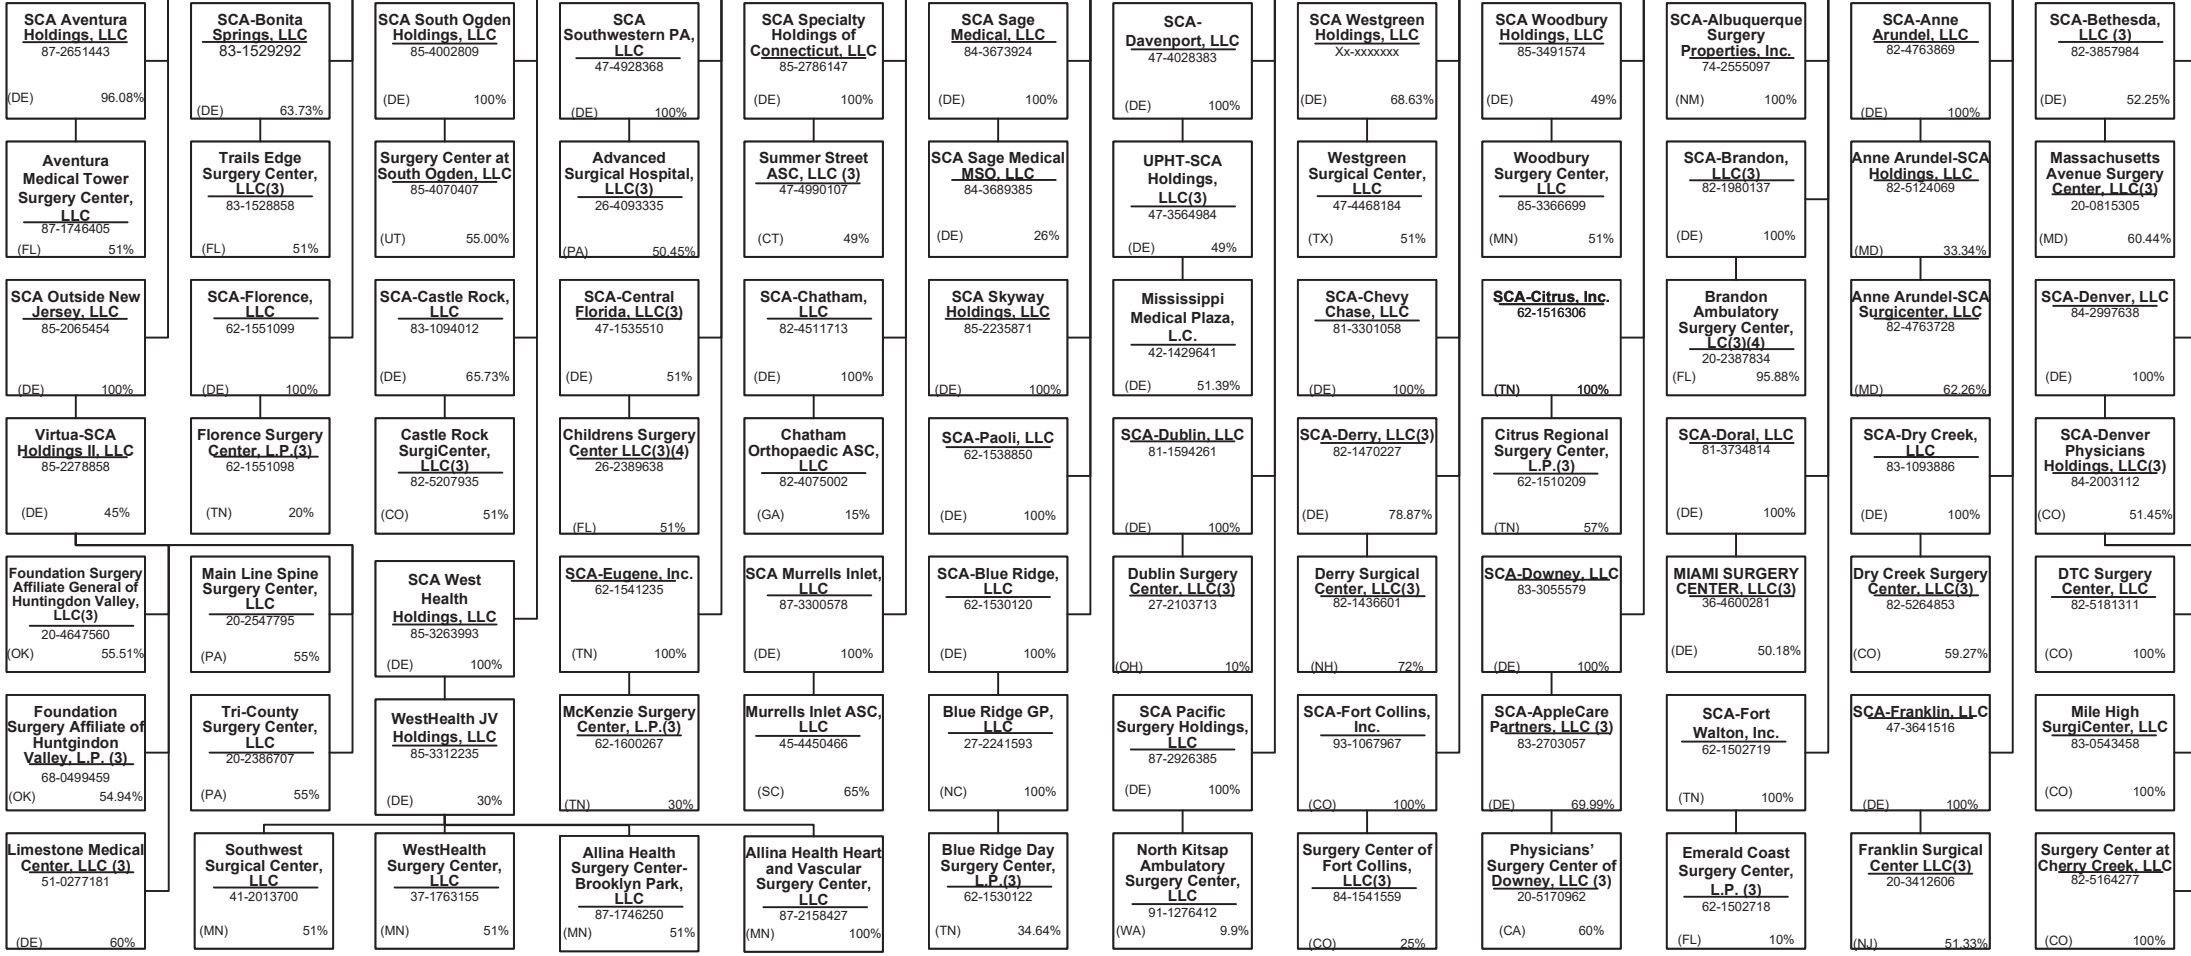 SCA Aventura
Holdings, LLC
87-2651443
(DE) 96.08%
SCA-Bonita
Springs, LLC
83-1529292
(DE) 63.73%
SCA South Ogden
Holdings, LLC
85-4002809
(DE) 100%
SCA
Southwestern PA,
LLC
47-4928368
(DE) 100%
SCA Specialty
Holdings of
Connecticut, LLC
85-2786147
(DE) 100%
SCA Sage
Medical, LLC
84-3673924
(DE) 100%
SCA-
Davenport, LLC
47-4028383
(DE) 100%
SCA Westgreen
Holdings, LLC
Xx-xxxxxxx
(DE) 68.63%
SCA Woodbury
Holdings, LLC
85-3491574
(DE) 49%
SCA-Albuquerque
Surgery
Properties, Inc.
74-2555097
(NM) 100%
SCA-Anne
Arundel, LLC
82-4763869
(DE) 100%
SCA-Bethesda,
LLC (3)
82-3857984
(DE) 52.25%
Aventura
Medical Tower
Surgery Center,
LLC
87-1746405
(FL) 51%
Trails Edge
Surgery Center,
LLC(3)
83-1528858
(FL) 51%
Surgery Center at
South Ogden, LLC
85-4070407
(UT) 55.00%
Advanced
Surgical Hospital,
LLC(3)
26-4093335
(PA) 50.45%
Summer Street
ASC, LLC (3)
47-4990107
(CT) 49%
SCA Sage Medical
MSO, LLC
84-3689385
(DE) 26%
UPHT-SCA
Holdings,
LLC(3)
47-3564984
(DE) 49%
Westgreen
Surgical Center,
LLC
47-4468184
(TX) 51%
Woodbury
Surgery Center,
LLC
85-3366699
(MN) 51%
SCA-Brandon,
LLC(3)
82-1980137
(DE) 100%
Anne Arundel-SCA
Holdings, LLC
82-5124069
(MD) 33.34%
Massachusetts
Avenue Surgery
Center, LLC(3)
20-0815305
(MD) 60.44%
SCA Outside New
Jersey, LLC
85-2065454
(DE) 100%
SCA-Florence,
LLC
62-1551099
(DE) 100%
SCA-Castle Rock,
LLC
83-1094012
(DE) 65.73%
SCA-Central
Florida, LLC(3)
47-1535510
(DE) 51%
SCA-Chatham,
LLC
82-4511713
(DE) 100%
SCA Skyway
Holdings, LLC
85-2235871
(DE) 100%
Mississippi
Medical Plaza,
L.C.
42-1429641
(DE) 51.39%
SCA-Chevy
Chase, LLC
81-3301058
(DE) 100%
SCA-Citrus, Inc.
62-1516306
(TN) 100%
Brandon
Ambulatory
Surgery Center,
LC(3)(4)
20-2387834
(FL) 95.88%
Anne Arundel-SCA
Surgicenter, LLC
82-4763728
(MD) 62.26%
SCA-Denver, LLC
84-2997638
(DE) 100%
Virtua-SCA
Holdings II, LLC
85-2278858
(DE) 45%
Florence Surgery
Center, L.P.(3)
62-1551098
(TN) 20%
Castle Rock
SurgiCenter,
LLC(3)
82-5207935
(CO) 51%
Childrens Surgery
Center LLC(3)(4)
26-2389638
(FL) 51%
Chatham
Orthopaedic ASC,
LLC
82-4075002
(GA) 15%
SCA-Paoli, LLC
62-1538850
(DE) 100%
SCA-Dublin, LLC
81-1594261
(DE) 100%
SCA-Derry, LLC(3)
82-1470227
(DE) 78.87%
Citrus Regional
Surgery Center,
L.P.(3)
62-1510209
(TN) 57%
SCA-Doral, LLC
81-3734814
(DE) 100%
SCA-Dry Creek,
LLC
83-1093886
(DE) 100%
SCA-Denver
Physicians
Holdings, LLC(3)
84-2003112
(CO) 51.45%
Foundation Surgery
Affiliate General of
Huntingdon Valley,
LLC(3)
20-4647560
(OK) 55.51%
Main Line Spine
Surgery Center,
LLC
20-2547795
(PA) 55%
SCA West
Health
Holdings, LLC
85-3263993
(DE) 100%
SCA-Eugene, Inc.
62-1541235
(TN) 100%
SCA Murrells Inlet,
LLC
87-3300578
(DE) 100%
SCA-Blue Ridge,
LLC
62-1530120
(DE) 100%
Dublin Surgery
Center, LLC(3)
27-2103713
(OH) 10%
Derry Surgical
Center, LLC(3)
82-1436601
(NH) 72%
SCA-Downey, LLC
83-3055579
(DE) 100%
MIAMI SURGERY
CENTER, LLC(3)
36-4600281
(DE) 50.18%
Dry Creek Surgery
Center, LLC(3)
82-5264853
(CO) 59.27%
DTC Surgery
Center, LLC
82-5181311
(CO) 100%
Foundation
Surgery Affiliate of
Huntgindon
Valley, L.P. (3)
68-0499459
(OK) 54.94%
Tri-County
Surgery Center,
LLC
20-2386707
(PA) 55%
WestHealth JV
Holdings, LLC
85-3312235
(DE) 30%
McKenzie Surgery
Center, L.P.(3)
62-1600267
(TN) 30%
Murrells Inlet ASC,
LLC
45-4450466
(SC) 65%
Blue Ridge GP,
LLC
27-2241593
(NC) 100%
SCA Pacific
Surgery Holdings,
LLC
87-2926385
(DE) 100%
SCA-Fort Collins,
Inc.
93-1067967
(CO) 100%
SCA-AppleCare
Partners, LLC (3)
83-2703057
(DE) 69.99%
SCA-Fort
Walton, Inc.
62-1502719
(TN) 100%
SCA-Franklin, LLC
47-3641516
(DE) 100%
Mile High
SurgiCenter, LLC
83-0543458
(CO) 100%
Limestone Medical
Center, LLC (3)
51-0277181
(DE) 60%
Southwest
Surgical Center,
LLC
41-2013700
(MN) 51%
WestHealth
Surgery Center,
LLC
37-1763155
(MN) 51%
Allina Health
Surgery Center-
Brooklyn Park,
LLC
87-1746250
(MN) 51%
Allina Health Heart
and Vascular
Surgery Center,
LLC
87-2158427
(MN) 100%
Blue Ridge Day
Surgery Center,
L.P.(3)
62-1530122
(TN) 34.64%
North Kitsap
Ambulatory
Surgery Center,
LLC
91-1276412
(WA) 9.9%
Surgery Center of
Fort Collins,
LLC(3)
84-1541559
(CO) 25%
Physicians'
Surgery Center of
Downey, LLC (3)
20-5170962
(CA) 60%
Emerald Coast
Surgery Center,
L.P. (3)
62-1502718
(FL) 10%
Franklin Surgical
Center LLC(3)
20-3412606
(NJ) 51.33%
Surgery Center at
Cherry Creek, LLC
82-5164277
(CO) 100%